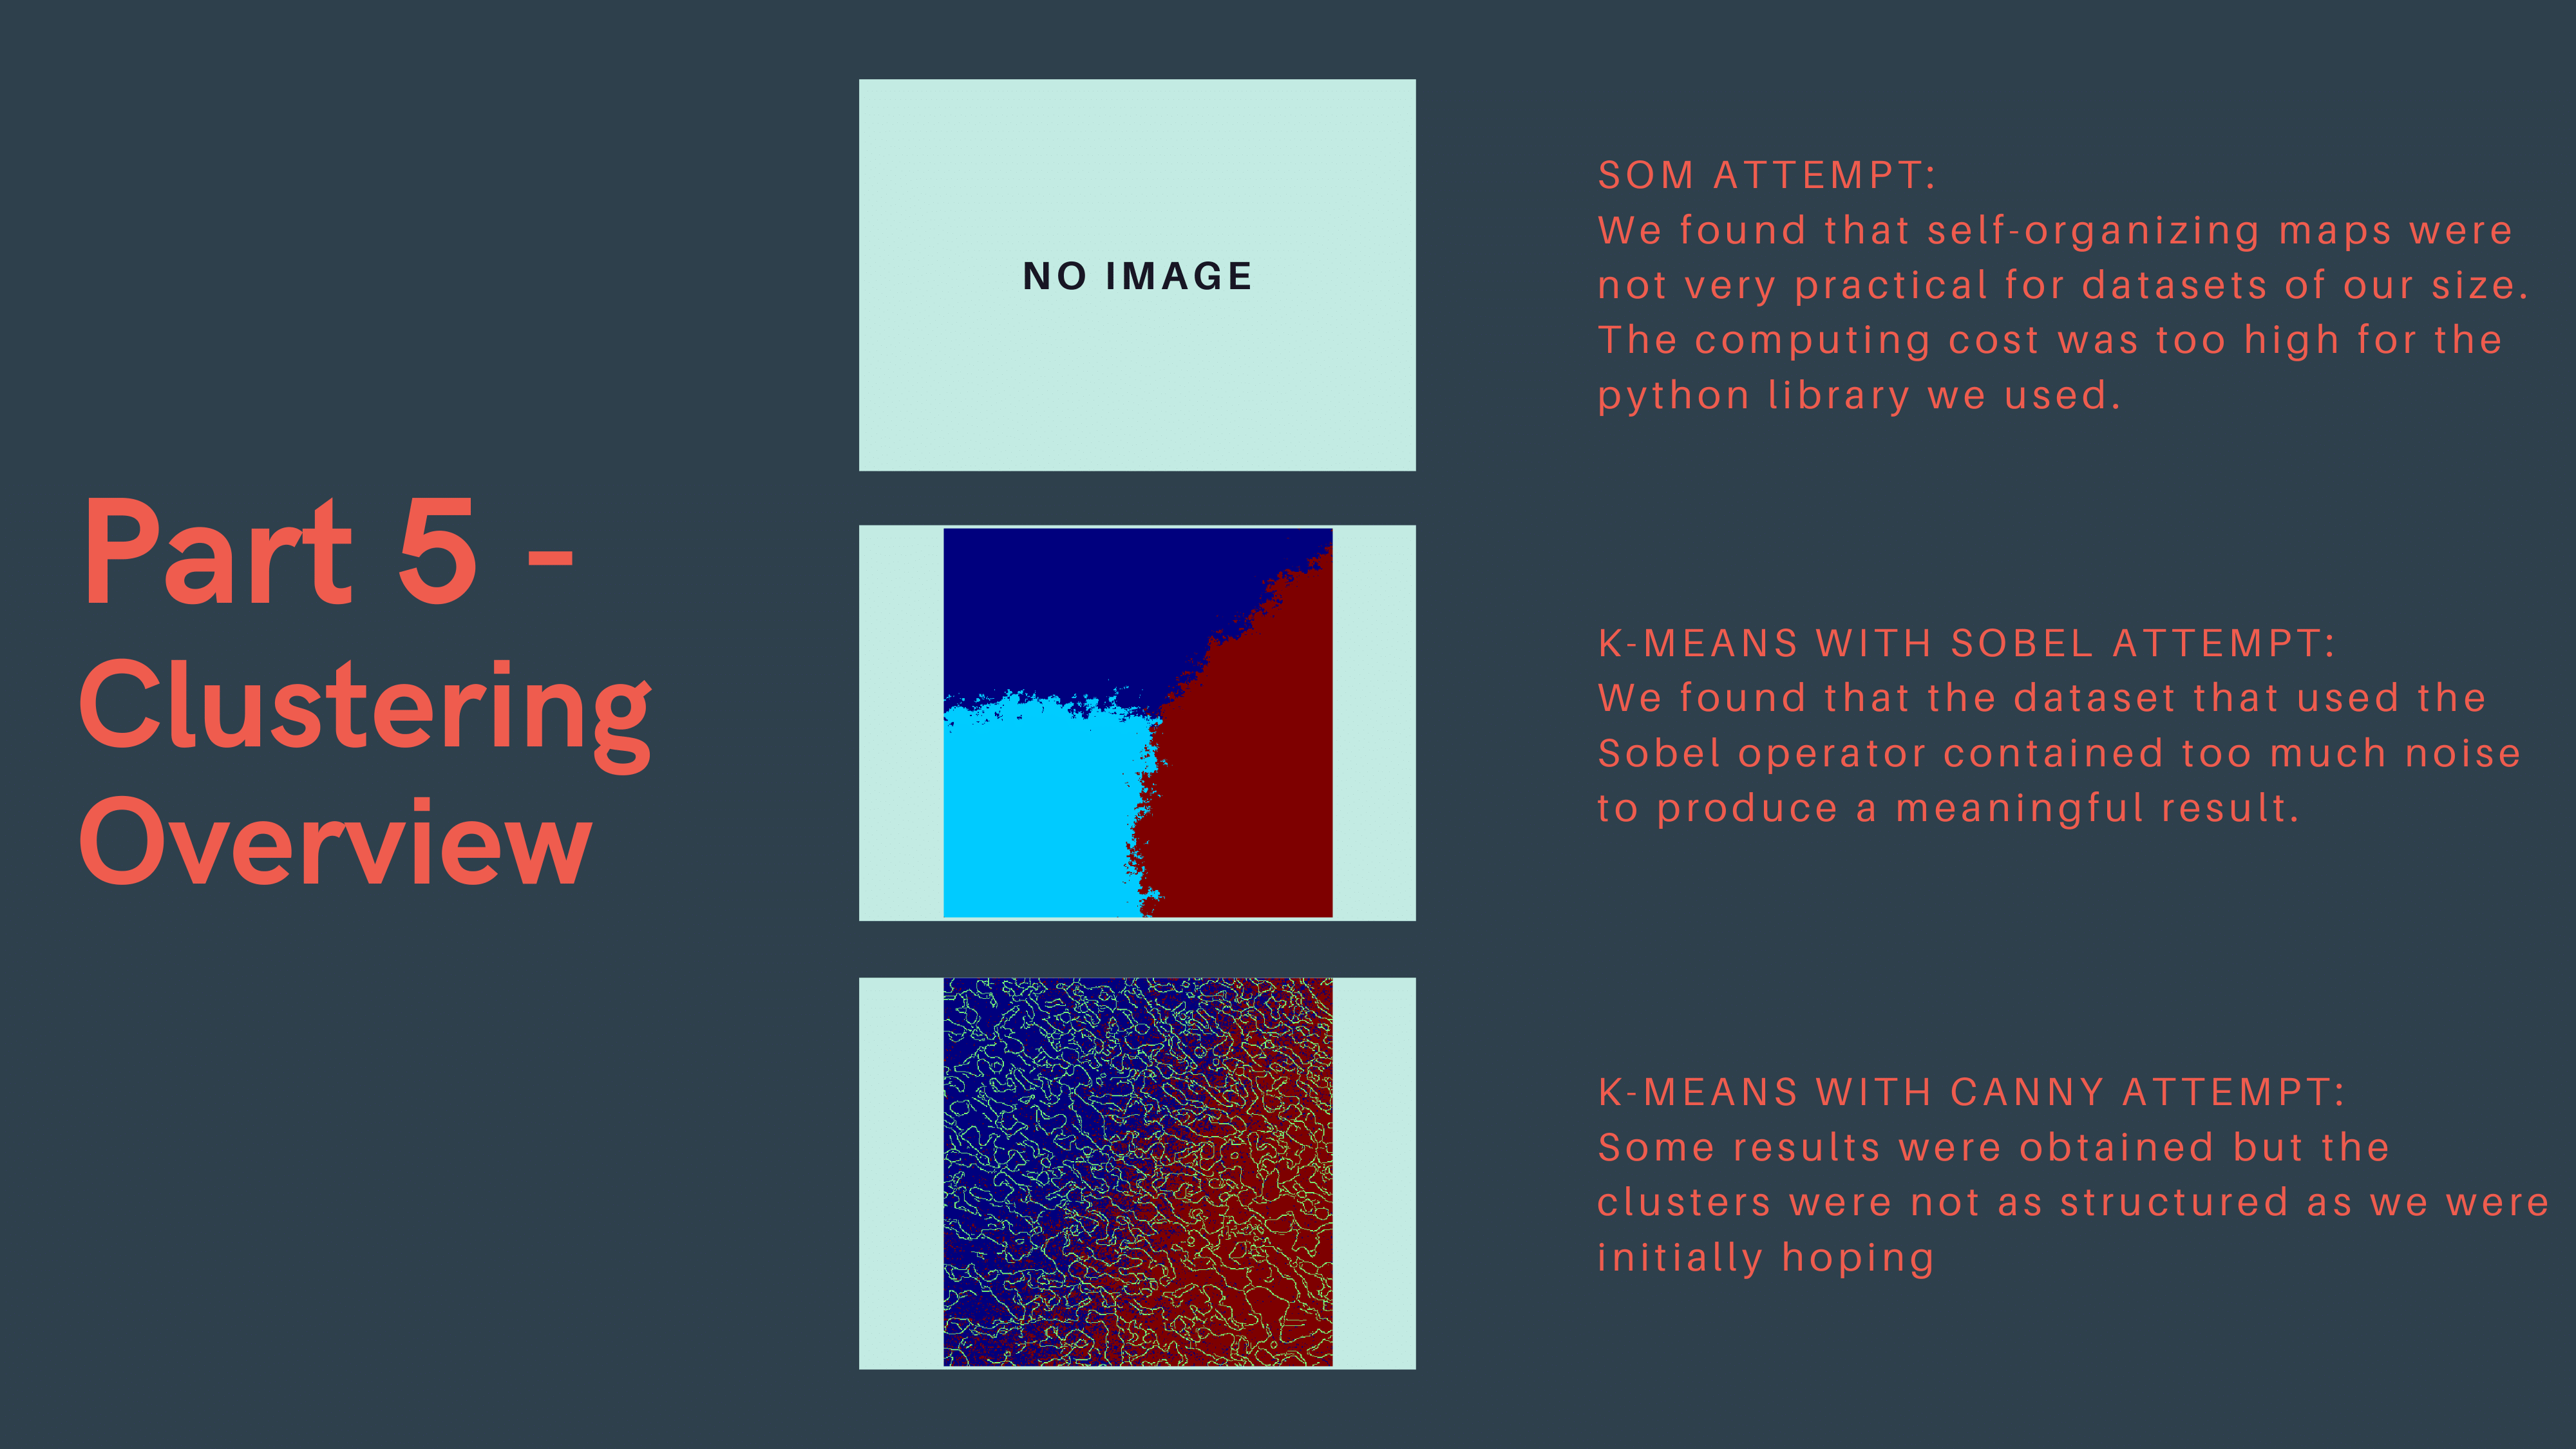 Part 5 -
Clustering
Overview
NO IMAGE
SOM ATTEMPT:
We found that self-organizing maps were
not very practical for datasets of our size.
The computing cost was too high for the
python library we used.
K-MEANS WITH SOBEL ATTEMPT:
We found that the dataset that used the
Sobel operator contained too much noise
to produce a meaningful result.
K-MEANS WITH CANNY ATTEMPT:
Some results were obtained but the
clusters were not as structured as we were
initially hoping